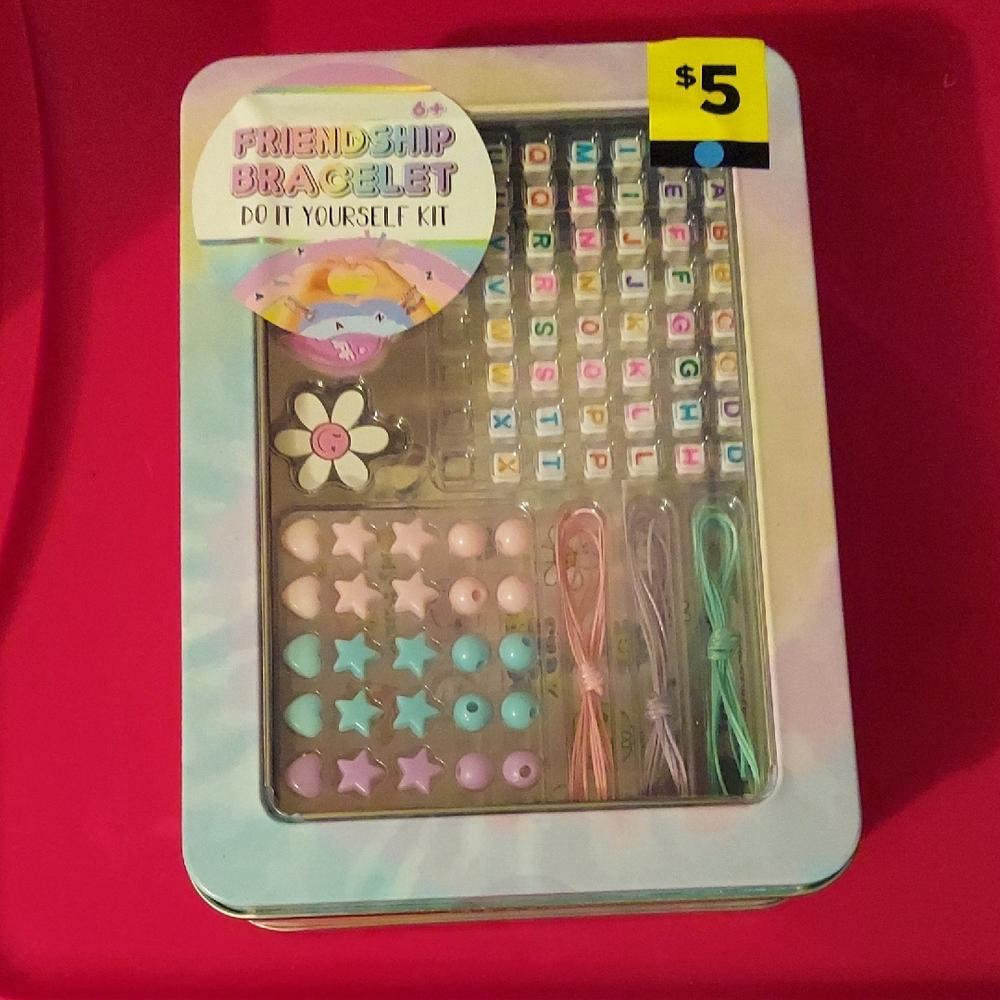 6+
FRIENDSHIP
BRACELET
DO IT YOURSELF KIT
$5
U Q M I
U Q M I E A
V R N J F B
V R N J F B
W S O K G C
W S O K G C
X T P L H D
X T P L H D